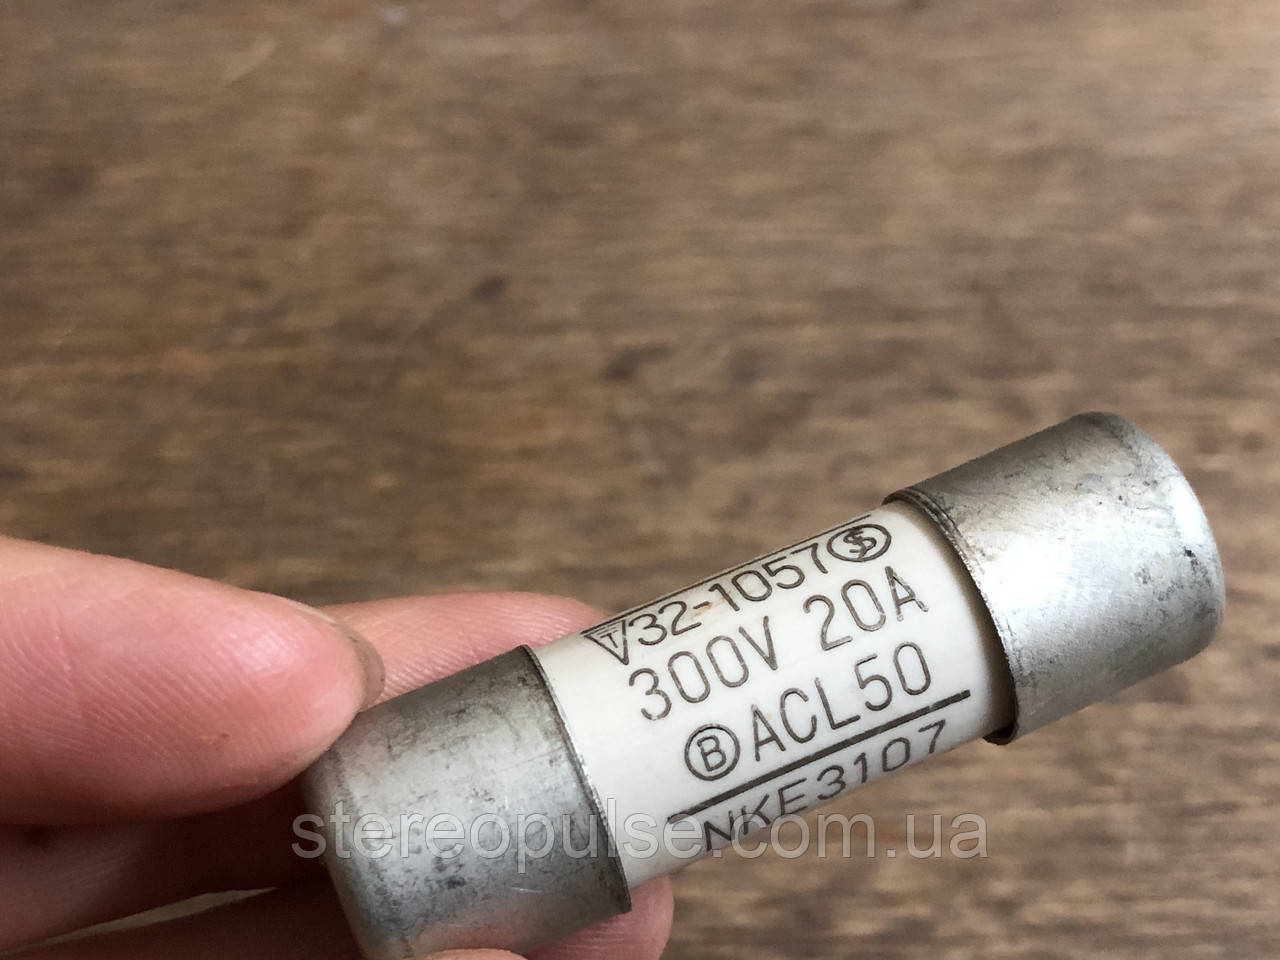 T 32-1057 S
300V 20A
B ACL50
NKE3107
stereopulse.com.ua